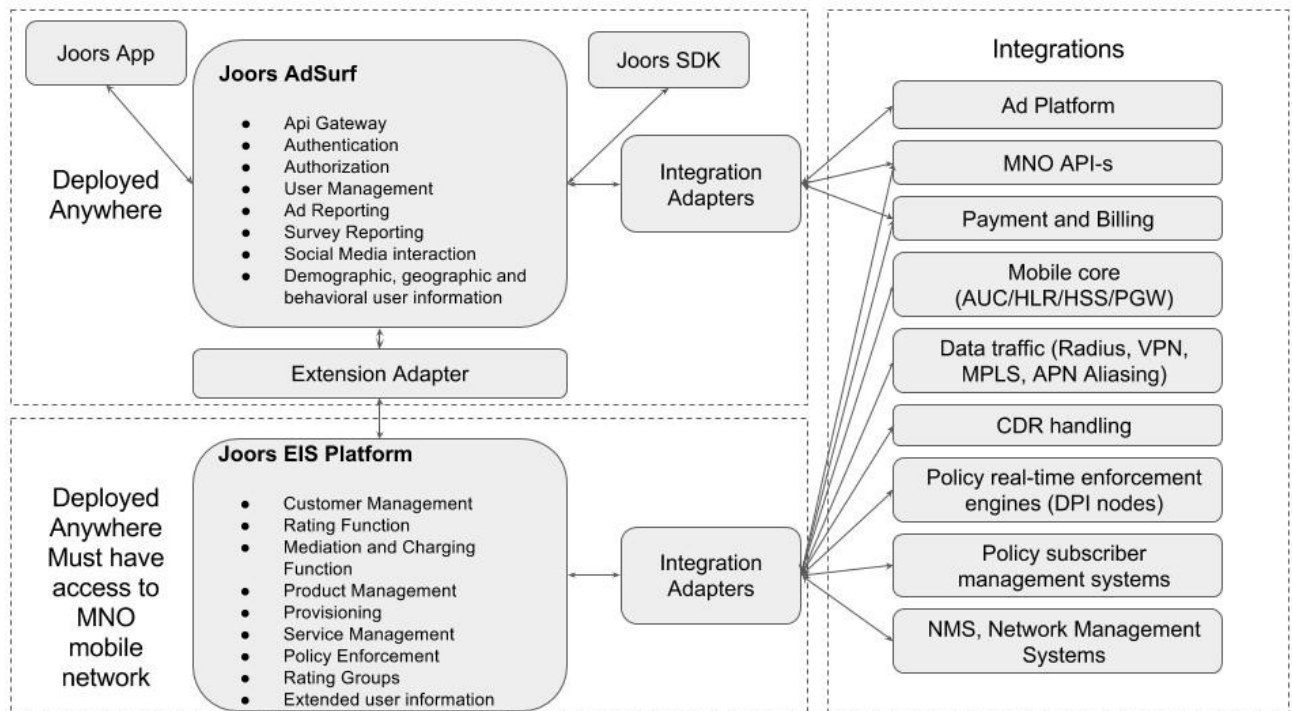 Joors App
Joors AdSurf
● Api Gateway
● Authentication
● Authorization
● User Management
● Ad Reporting
● Survey Reporting
● Social Media interaction
● Demographic, geographic and
behavioral user information
Joors SDK
Integration
Adapters
Deployed
Anywhere
Extension Adapter
Deployed
Anywhere
Must have
access to
MNO
mobile
network
Joors EIS Platform
● Customer Management
● Rating Function
● Mediation and Charging
Function
● Product Management
● Provisioning
● Service Management
● Policy Enforcement
● Rating Groups
● Extended user information
Integration
Adapters
Integrations
Ad Platform
MNO API-s
Payment and Billing
Mobile core
(AUC/HLR/HSS/PGW)
Data traffic (Radius, VPN,
MPLS, APN Aliasing)
CDR handling
Policy real-time enforcement
engines (DPI nodes)
Policy subscriber
management systems
NMS, Network Management
Systems